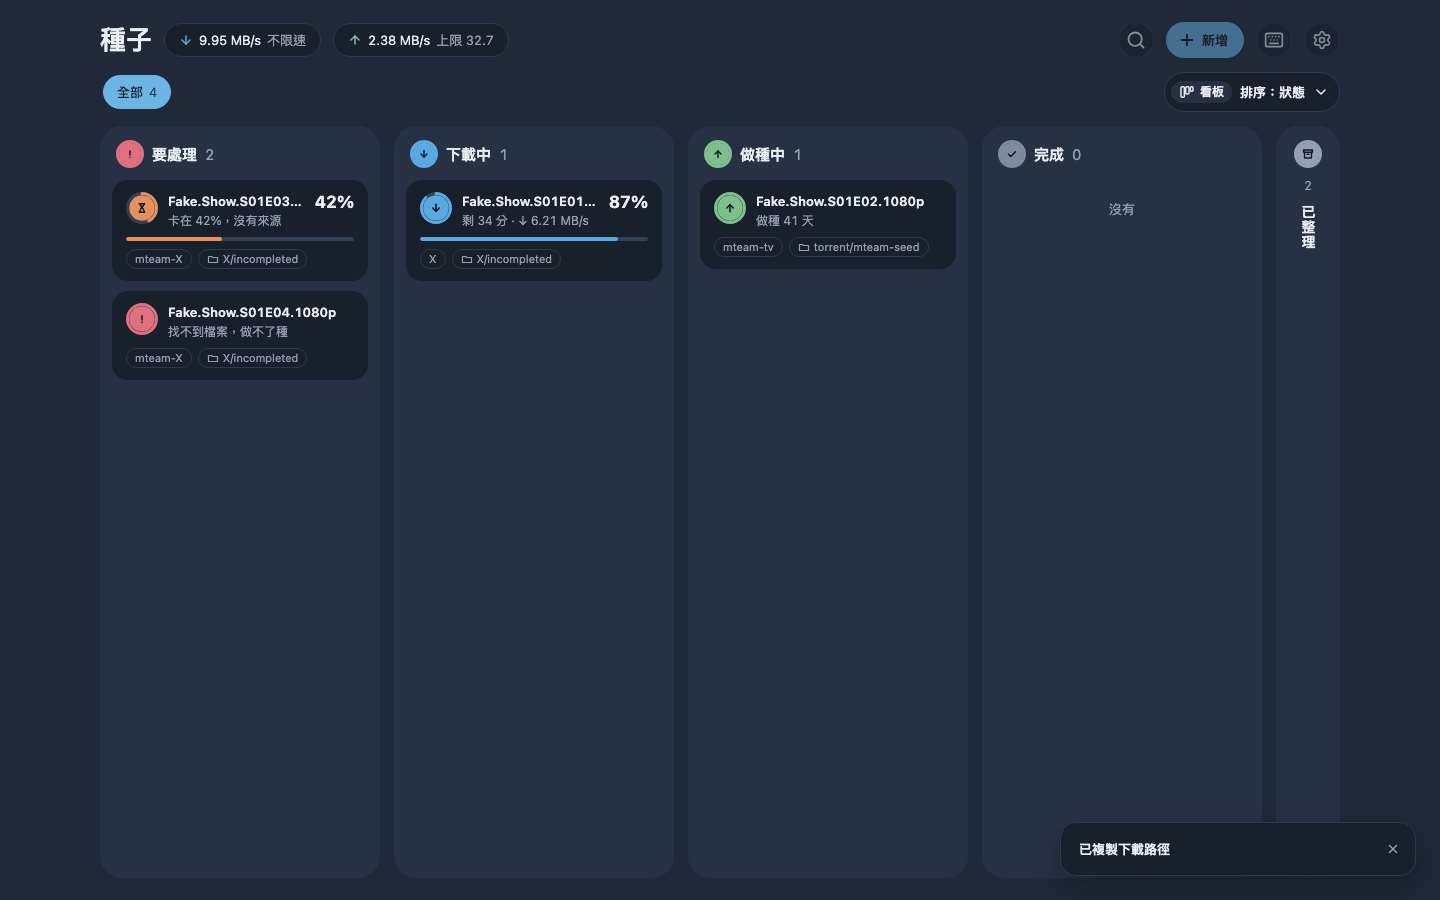 種子
9.95 MB/s 不限速
2.38 MB/s 上限 32.7
新增
全部 4
看板 排序：狀態
要處理 2
Fake.Show.S01E03... 42%
卡在 42%，沒有來源
mteam-X X/incompleted
Fake.Show.S01E04.1080p
找不到檔案，做不了種
mteam-X X/incompleted
下載中 1
Fake.Show.S01E01... 87%
剩 34 分 · ↓ 6.21 MB/s
X X/incompleted
做種中 1
Fake.Show.S01E02.1080p
做種 41 天
mteam-tv torrent/mteam-seed
完成 0
沒有
2
已整理
已複製下載路徑